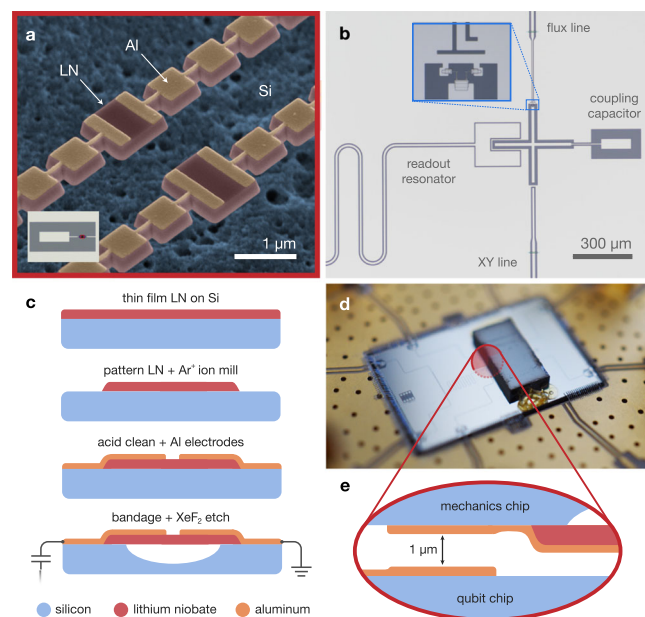 a
Al
LN
Si
1 µm
b
flux line
coupling
capacitor
readout
resonator
XY line
300 µm
c
thin film LN on Si
pattern LN + Ar⁺ ion mill
acid clean + Al electrodes
bandage + XeF₂ etch
silicon
lithium niobate
aluminum
d
e
mechanics chip
1 µm
qubit chip